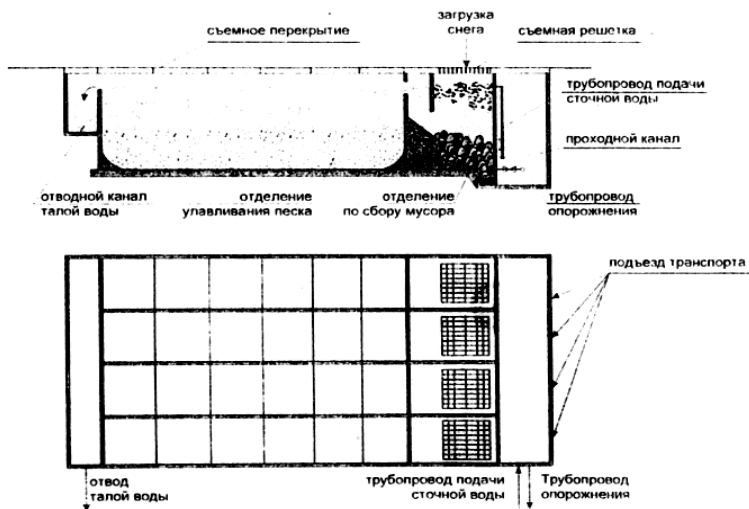 съемное перекрытие
загрузка
снега
съемная решетка
трубопровод подачи
сточной воды
проходной канал
отводной канал
талой воды
отделение
улавливания песка
отделение
по сбору мусора
трубопровод
опорожнения
подъезд транспорта
отвод
талой воды
трубопровод подачи
сточной воды
Трубопровод
опорожнения